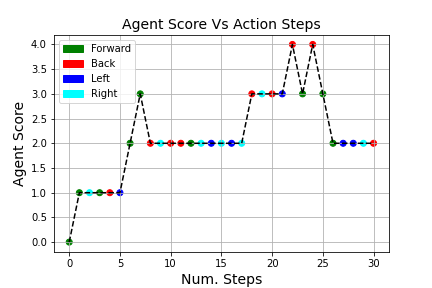 Agent Score Vs Action Steps
Agent Score
4.0
3.5
3.0
2.5
2.0
1.5
1.0
0.5
0.0
Forward
Back
Left
Right
0 5 10 15 20 25 30
Num. Steps